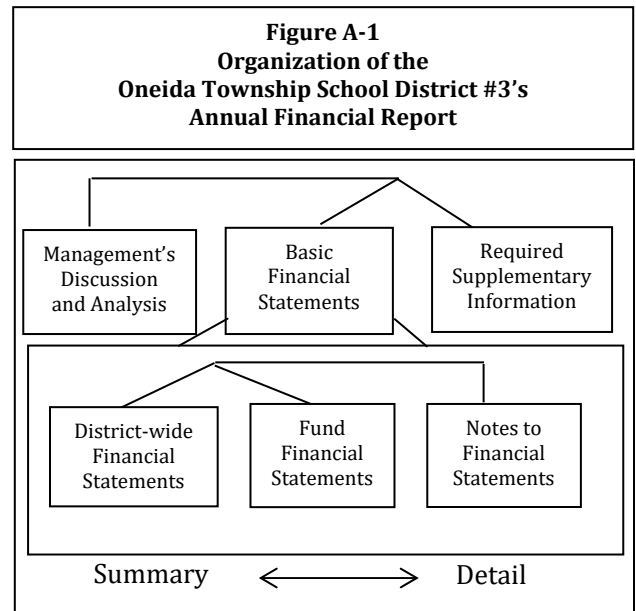 Figure A-1
Organization of the
Oneida Township School District #3's
Annual Financial Report
Management's
Discussion
and Analysis
Basic
Financial
Statements
Required
Supplementary
Information
District-wide
Financial
Statements
Fund
Financial
Statements
Notes to
Financial
Statements
Summary
Detail